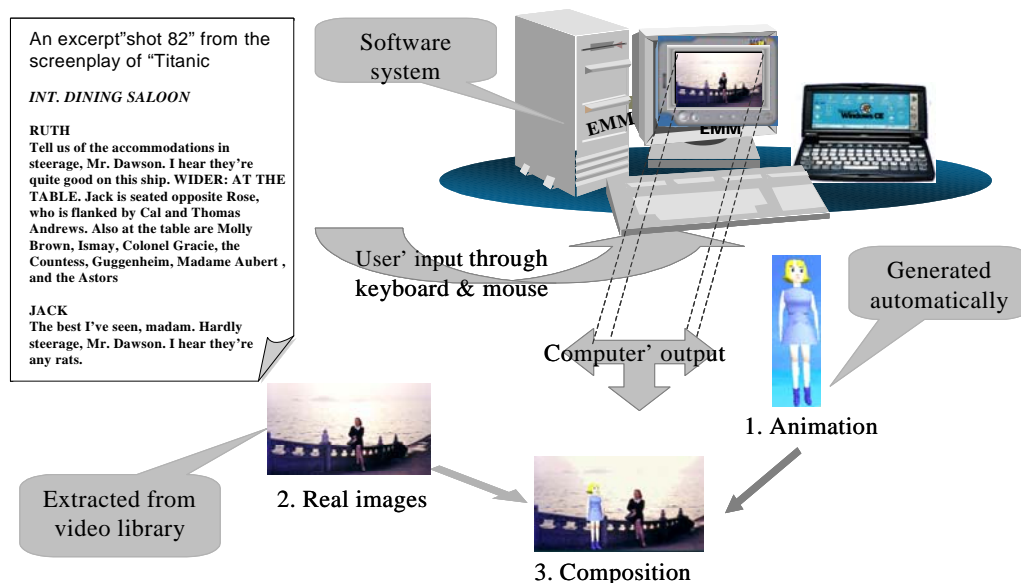 An excerpt”shot 82” from the
screenplay of “Titanic
INT. DINING SALOON
RUTH
Tell us of the accommodations in
steerage, Mr. Dawson. I hear they’re
quite good on this ship. WIDER: AT THE
TABLE. Jack is seated opposite Rose,
who is flanked by Cal and Thomas
Andrews. Also at the table are Molly
Brown, Ismay, Colonel Gracie, the
Countess, Guggenheim, Madame Aubert ,
and the Astors
JACK
The best I’ve seen, madam. Hardly
steerage, Mr. Dawson. I hear they’re
any rats.
Software
system
EMM
EMM
Windows CE
User’ input through
keyboard & mouse
Generated
automatically
Computer’ output
1. Animation
Extracted from
video library
2. Real images
3. Composition